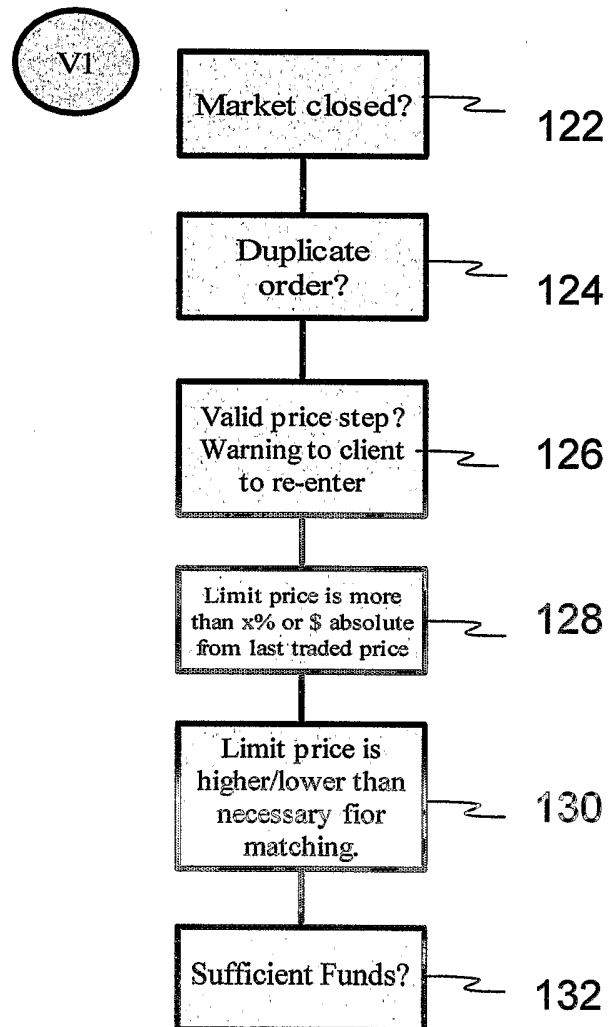 V1
Market closed?
122
Duplicate
order?
124
Valid price step?
Warning to client
to re-enter
126
Limit price is more
than x% or $ absolute
from last traded price
128
Limit price is
higher/lower than
necessary fior
matching.
130
Sufficient Funds?
132